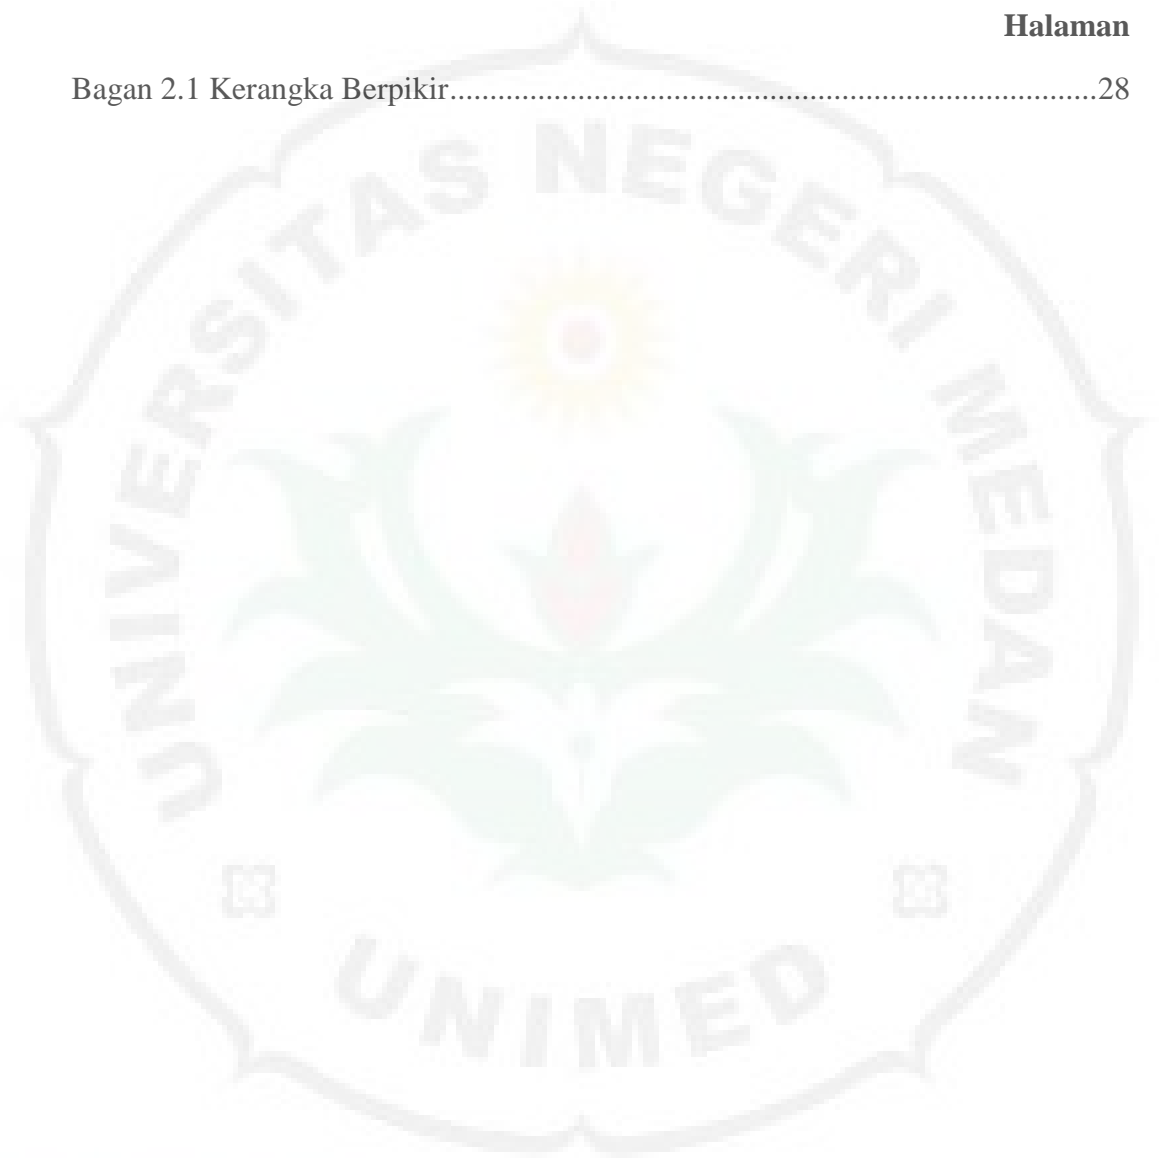 Halaman
Bagan 2.1 Kerangka Berpikir....................................................................................28
UNIVERSITAS NEGERI MEDAN
UNIMED